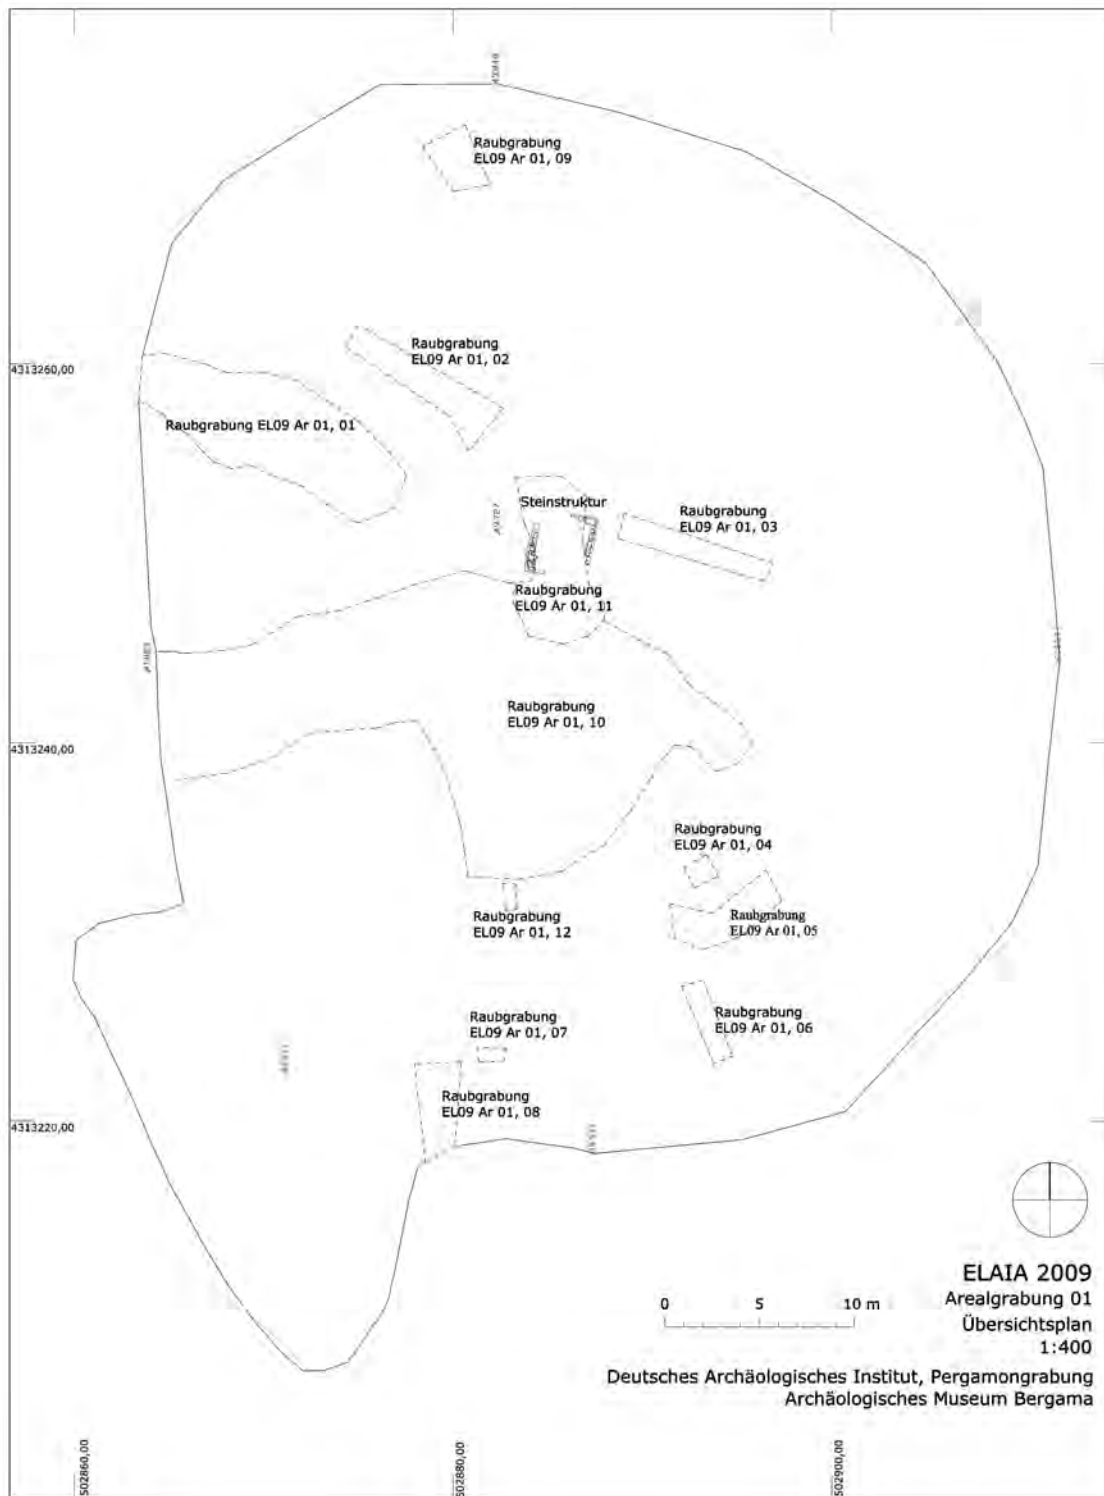 Raubgrabung
EL09 Ar 01, 09
Raubgrabung
EL09 Ar 01, 02
4313260,00
Raubgrabung EL09 Ar 01, 01
Steinstruktur
Raubgrabung
EL09 Ar 01, 03
Raubgrabung
EL09 Ar 01, 11
Raubgrabung
EL09 Ar 01, 10
4313240,00
Raubgrabung
EL09 Ar 01, 04
Raubgrabung
EL09 Ar 01, 05
Raubgrabung
EL09 Ar 01, 12
Raubgrabung
EL09 Ar 01, 07
Raubgrabung
EL09 Ar 01, 06
Raubgrabung
EL09 Ar 01, 08
4313220,00
ELAIA 2009
0 5 10 m
Arealgrabung 01
Übersichtsplan
1:400
Deutsches Archäologisches Institut, Pergamongrabung
Archäologisches Museum Bergama
502860,00
502880,00
502900,00